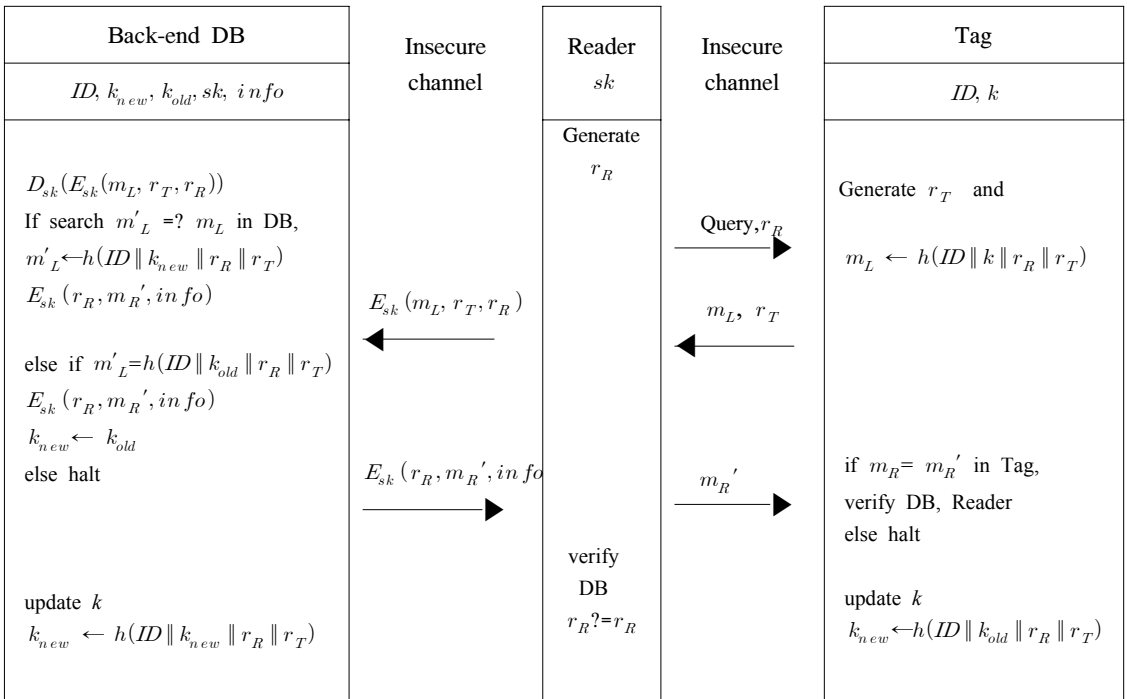 Back-end DB
ID, k_new, k_old, sk, info
D_sk(E_sk(m_L, r_T, r_R))
If search m′_L =? m_L in DB,
m′_L←h(ID ∥ k_new ∥ r_R ∥ r_T)
E_sk (r_R, m_R′, info)
else if m′_L=h(ID ∥ k_old ∥ r_R ∥ r_T)
E_sk (r_R, m_R′, info)
k_new← k_old
else halt
update k
k_new ← h(ID ∥ k_new ∥ r_R ∥ r_T)
Insecure
channel
E_sk (m_L, r_T, r_R)
E_sk (r_R, m_R′, info
Reader
sk
Generate
r_R
verify
DB
r_R?=r_R
Insecure
channel
Query,r_R
m_L, r_T
m_R′
Tag
ID, k
Generate r_T and
m_L ← h(ID ∥ k ∥ r_R ∥ r_T)
if m_R= m_R′ in Tag,
verify DB, Reader
else halt
update k
k_new←h(ID ∥ k_old ∥ r_R ∥ r_T)